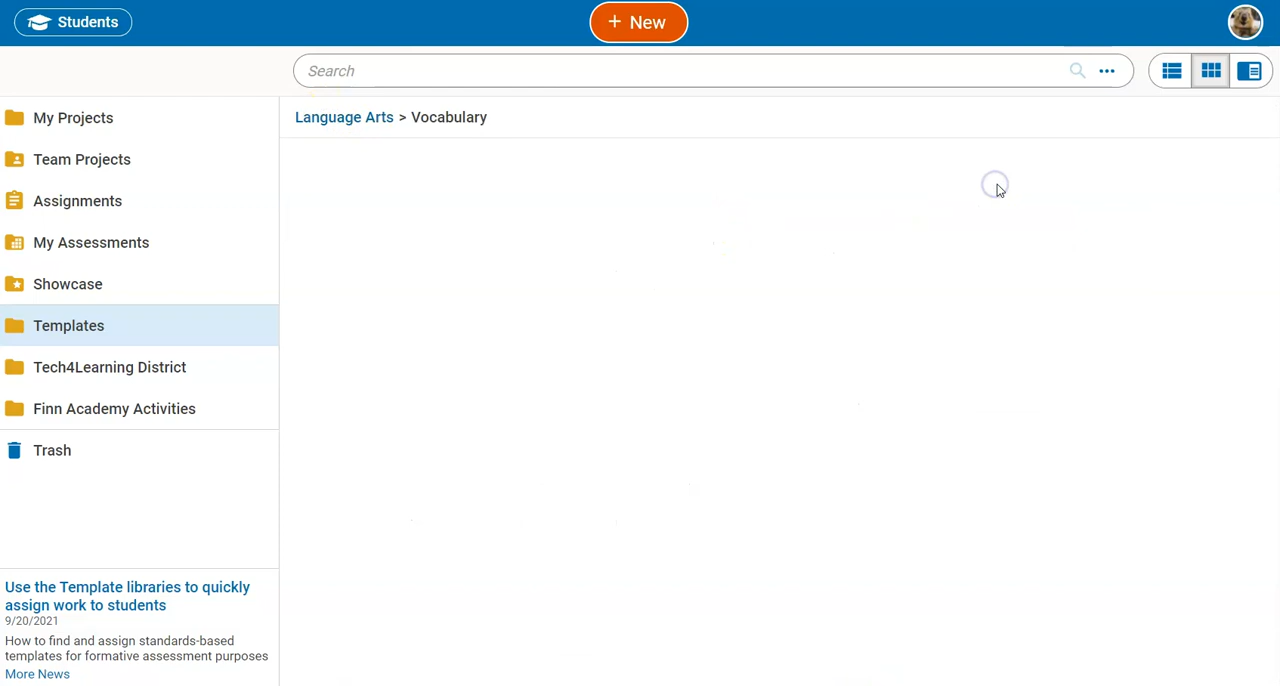 Students
+ New
Search
Language Arts > Vocabulary
My Projects
Team Projects
Assignments
My Assessments
Showcase
Templates
Tech4Learning District
Finn Academy Activities
Trash
Use the Template libraries to quickly
assign work to students
9/20/2021
How to find and assign standards-based
templates for formative assessment purposes
More News